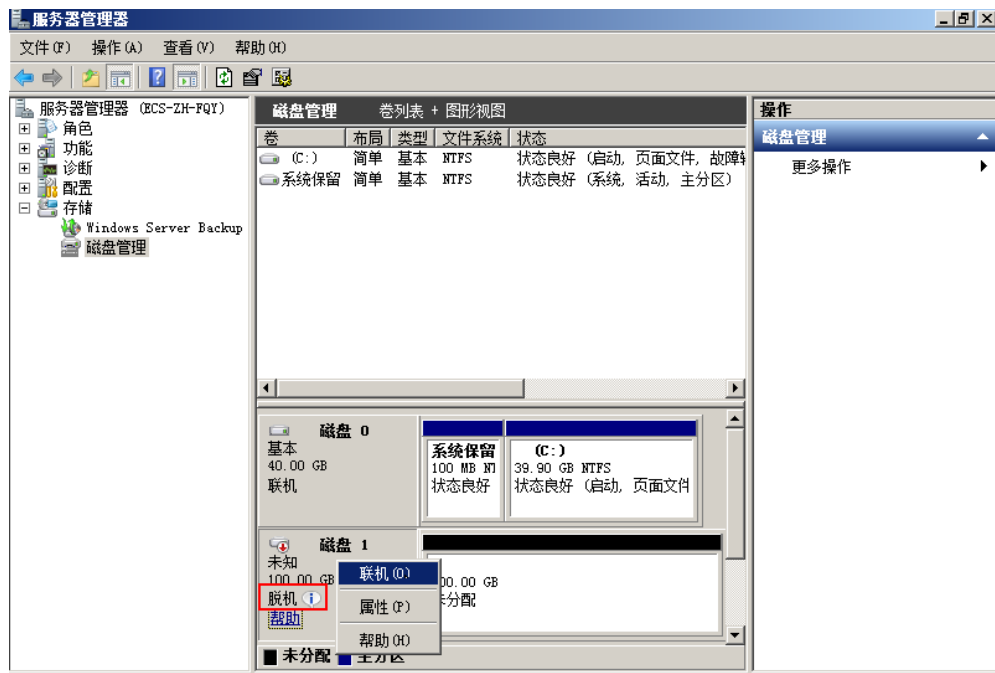 服务器管理器
文件(F) 操作(A) 查看(V) 帮助(H)
服务器管理器 (ECS-ZH-FQY)
角色
功能
诊断
配置
存储
Windows Server Backup
磁盘管理
磁盘管理 卷列表 + 图形视图
卷 布局 类型 文件系统 状态
(C:) 简单 基本 NTFS 状态良好 (启动, 页面文件, 故障转
系统保留 简单 基本 NTFS 状态良好 (系统, 活动, 主分区)
磁盘 0
基本
40.00 GB
联机
系统保留
100 MB NT
状态良好
(C:)
39.90 GB NTFS
状态良好 (启动, 页面文件
磁盘 1
未知
100.00 GB
脱机
帮助
00.00 GB
分配
联机(O)
属性(P)
帮助(H)
未分配 主分区
操作
磁盘管理
更多操作